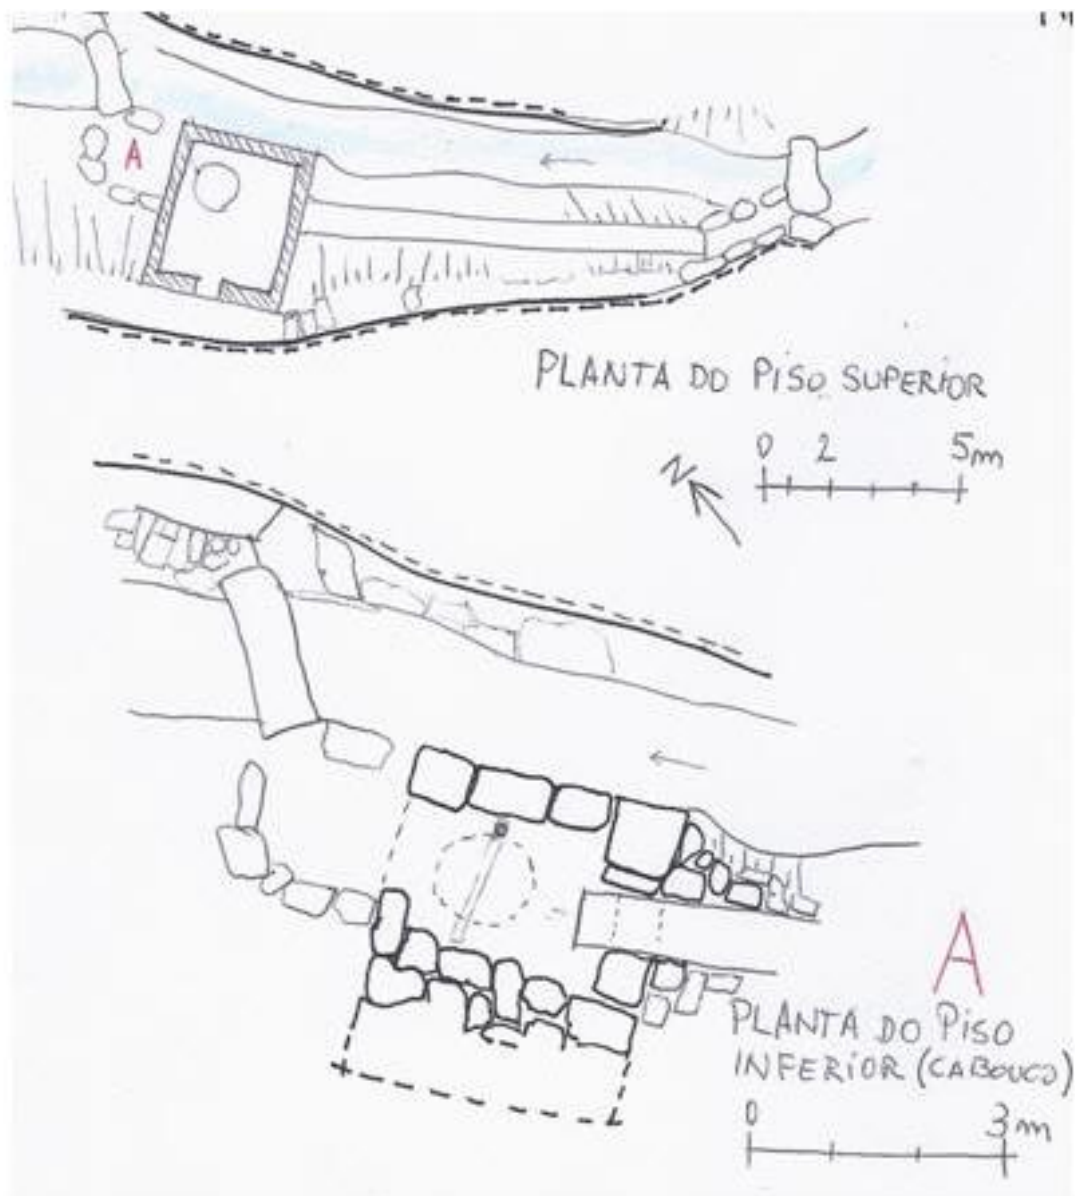 A
PLANTA DO PISO SUPERIOR
0 2 5m
N
A
PLANTA DO PISO
INFERIOR (CABOUCO)
0 3m